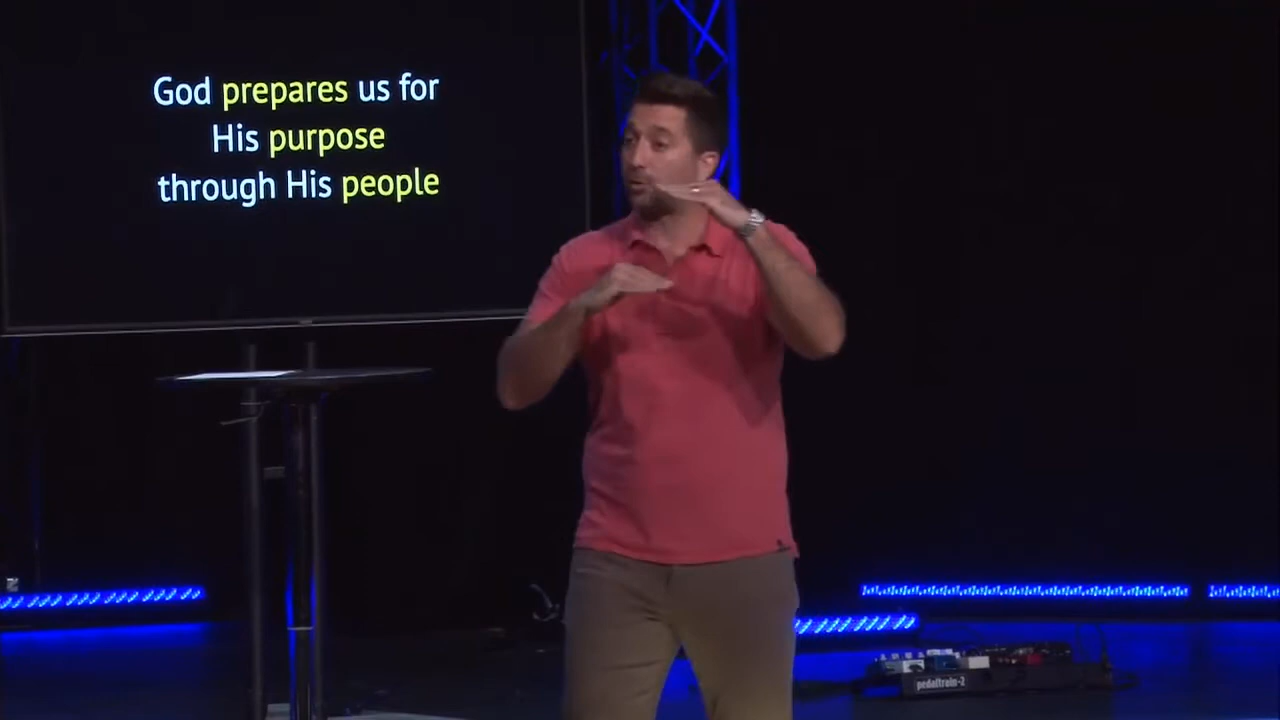 God prepares us for
His purpose
through His people
pedaltrain-2